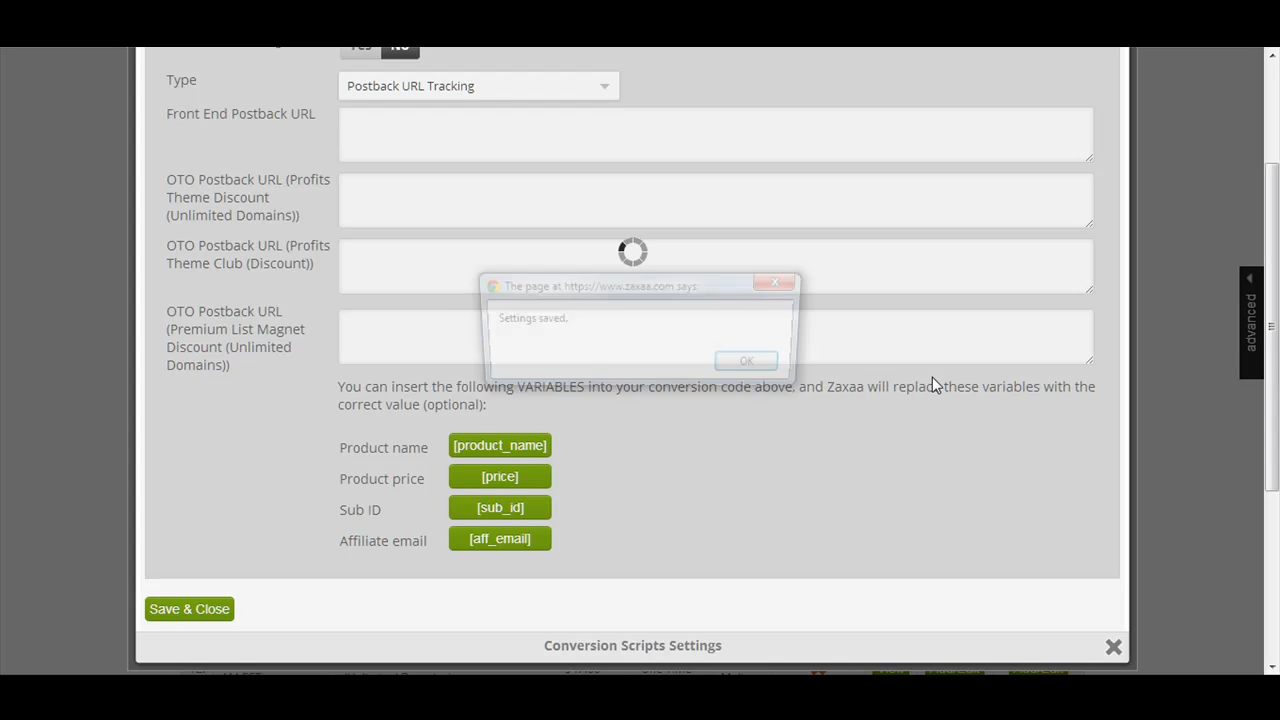 Yes No
Type
Postback URL Tracking
Front End Postback URL
OTO Postback URL (Profits
Theme Discount
(Unlimited Domains))
OTO Postback URL (Profits
Theme Club (Discount))
OTO Postback URL
(Premium List Magnet
Discount (Unlimited
Domains))
The page at https://www.zaxaa.com says:
Settings saved.
OK
You can insert the following VARIABLES into your conversion code above, and Zaxaa will replace these variables with the
correct value (optional):
Product name [product_name]
Product price [price]
Sub ID [sub_id]
Affiliate email [aff_email]
Save & Close
Conversion Scripts Settings
advanced